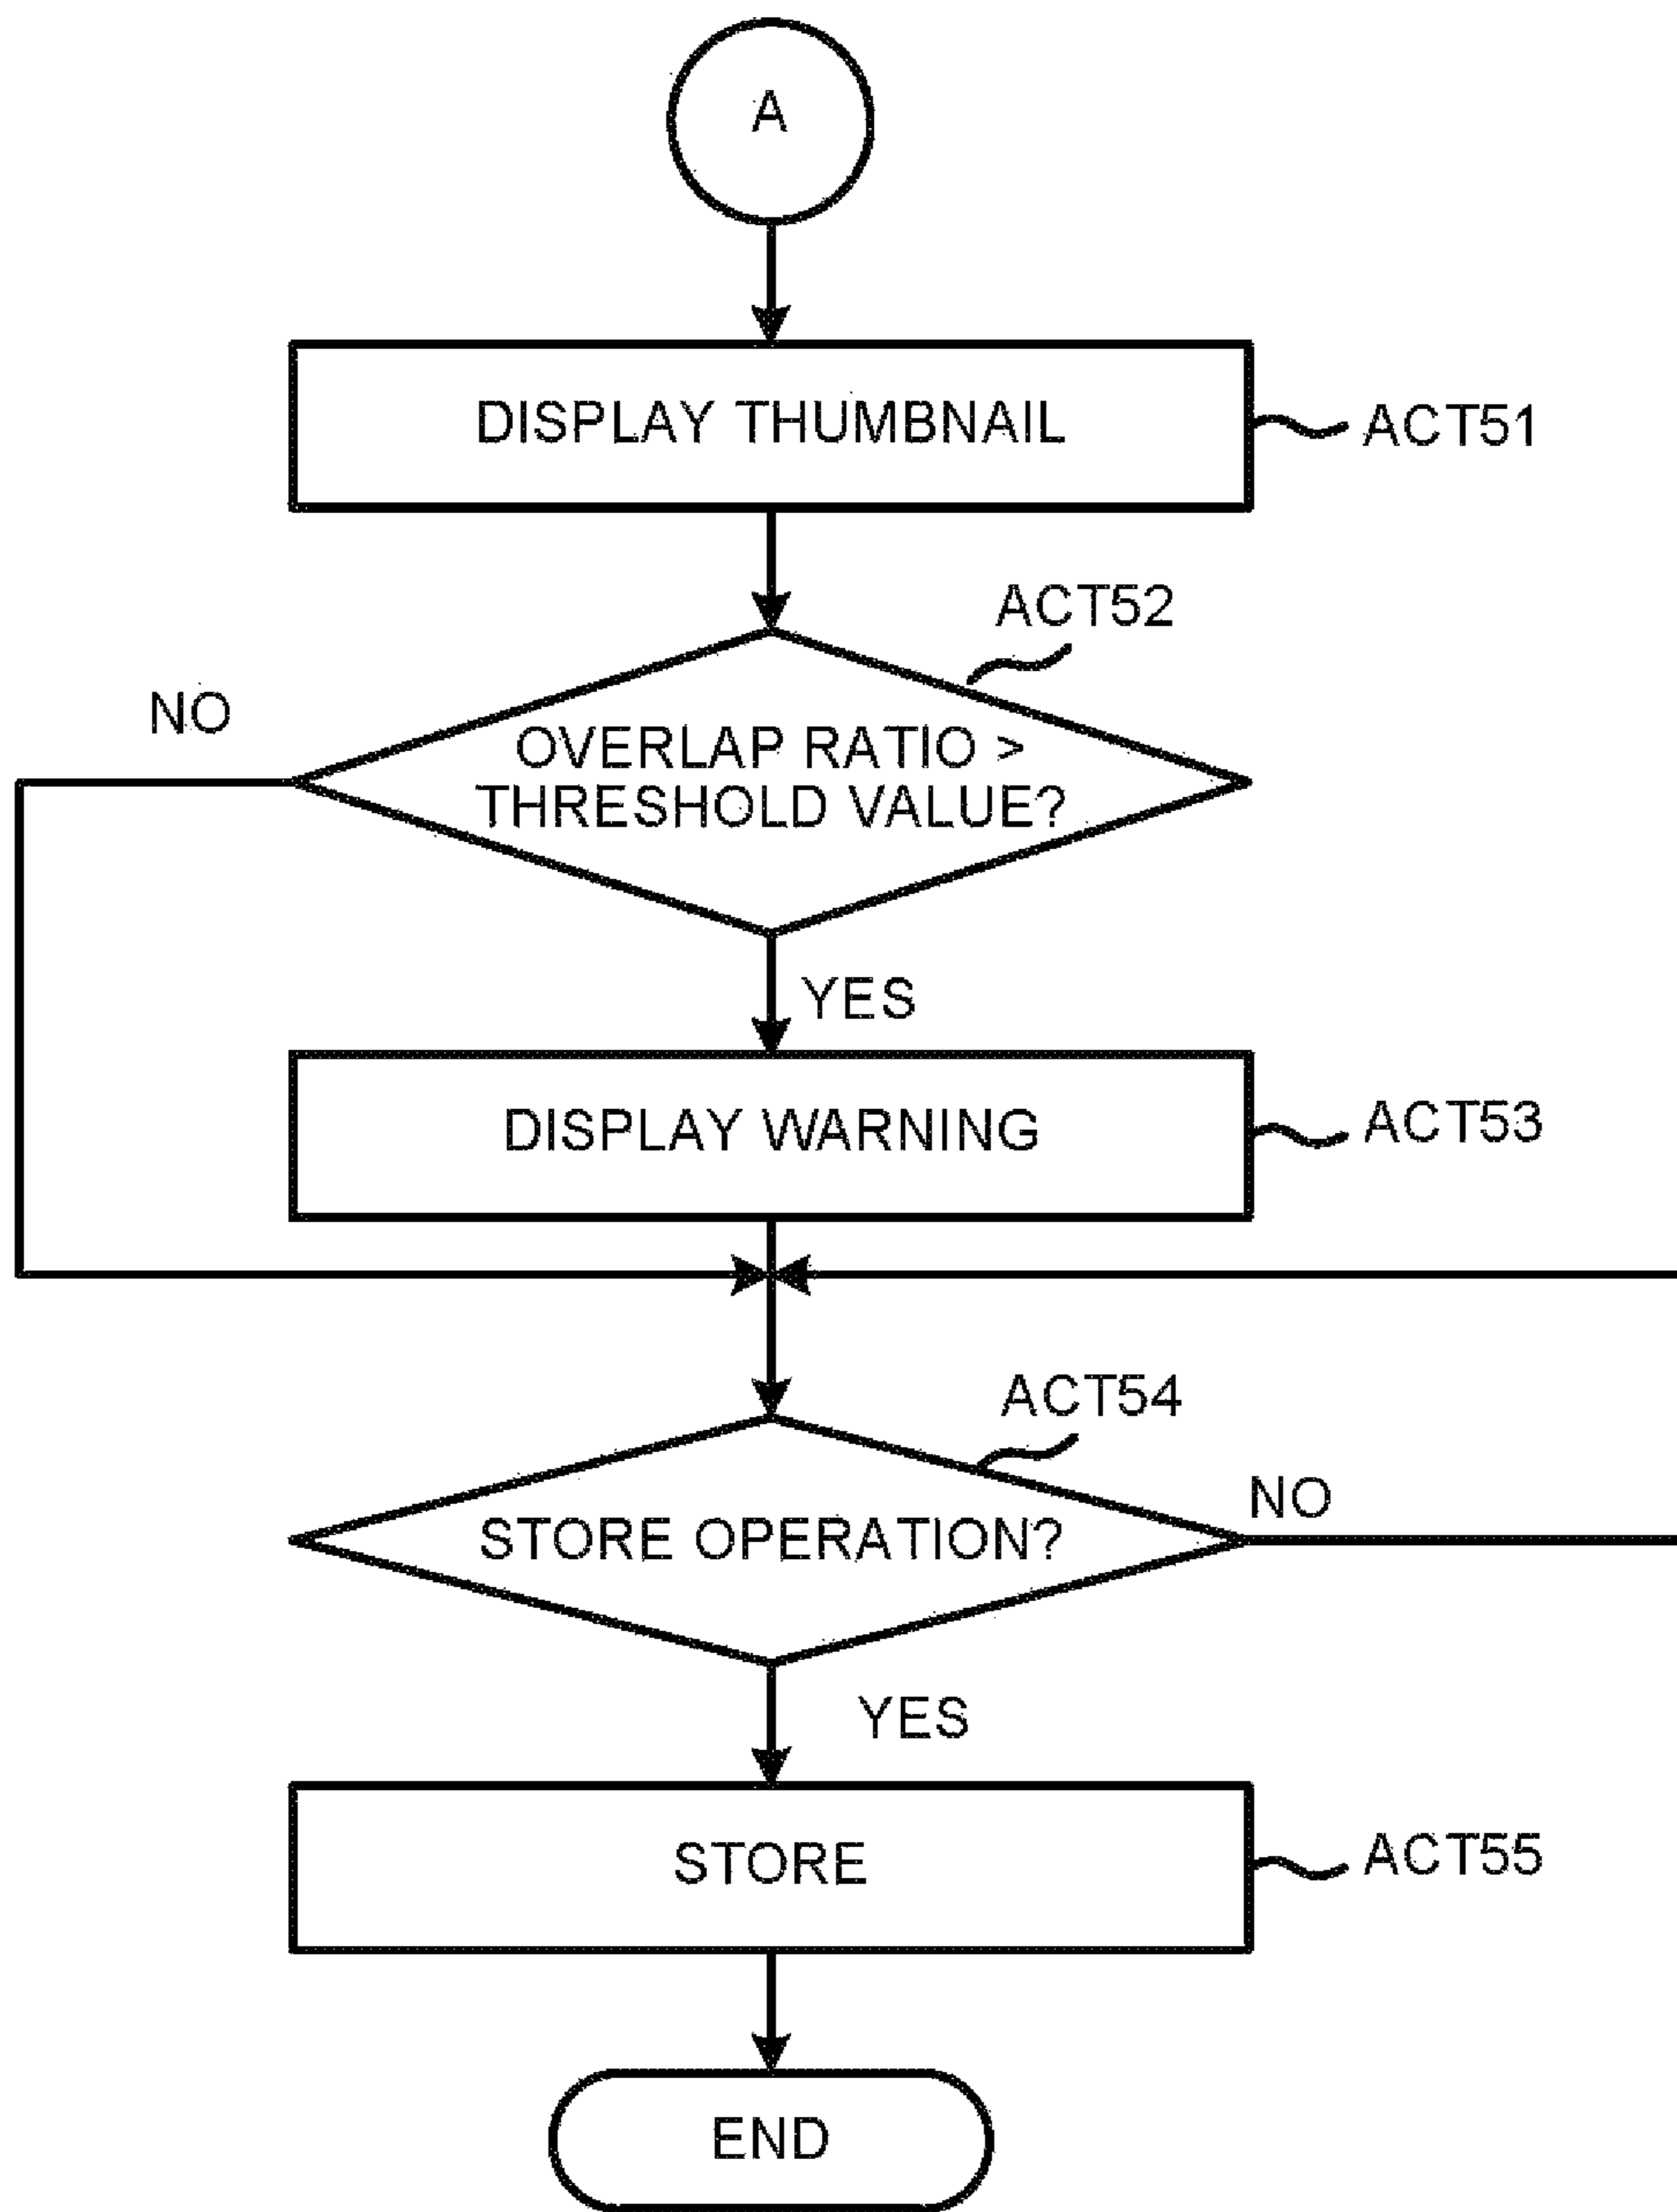 A
DISPLAY THUMBNAIL
ACT51
ACT52
NO
OVERLAP RATIO >
THRESHOLD VALUE?
YES
DISPLAY WARNING
ACT53
ACT54
NO
STORE OPERATION?
YES
STORE
ACT55
END